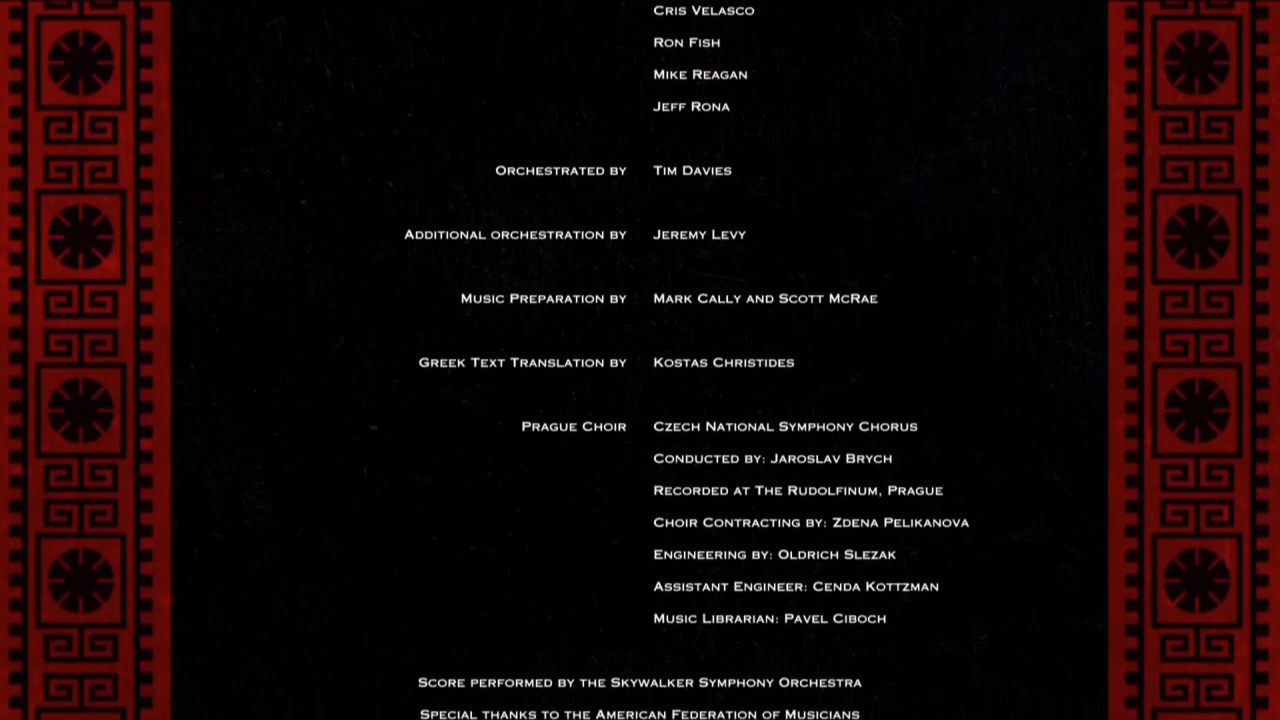 Cris Velasco
Ron Fish
Mike Reagan
Jeff Rona
Orchestrated by Tim Davies
Additional orchestration by Jeremy Levy
Music Preparation by Mark Cally and Scott McRae
Greek Text Translation by Kostas Christides
Prague Choir Czech National Symphony Chorus
Conducted by: Jaroslav Brych
Recorded at The Rudolfinum, Prague
Choir Contracting by: Zdena Pelikanova
Engineering by: Oldrich Slezak
Assistant Engineer: Cenda Kottzman
Music Librarian: Pavel Ciboch
Score performed by the Skywalker Symphony Orchestra
Special thanks to the American Federation of Musicians